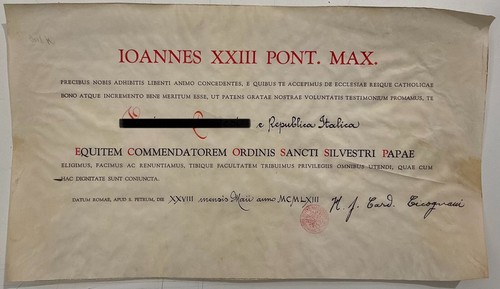 IOANNES XXIII PONT. MAX.
PRECIBUS NOBIS ADHIBITIS LIBENTI ANIMO CONCEDENTES, E QUIBUS TE ACCEPIMUS DE ECCLESIAE REIQUE CATHOLICAE
BONO ATQUE INCREMENTO BENE MERITUM ESSE, UT PATENS GRATAE NOSTRAE VOLUNTATIS TESTIMONIUM PROMAMUS, TE
e Republica Italica
EQUITEM COMMENDATOREM ORDINIS SANCTI SILVESTRI PAPAE
ELIGIMUS, FACIMUS AC RENUNTIAMUS, TIBIQUE FACULTATEM TRIBUIMUS PRIVILEGIIS OMNIBUS UTENDI, QUAE CUM
HAC DIGNITATE SUNT CONIUNCTA.
DATUM ROMAE, APUD S. PETRUM, DIE XXVIII mensis Maii anno MCMLXIII
H. J. Card. Cicognani